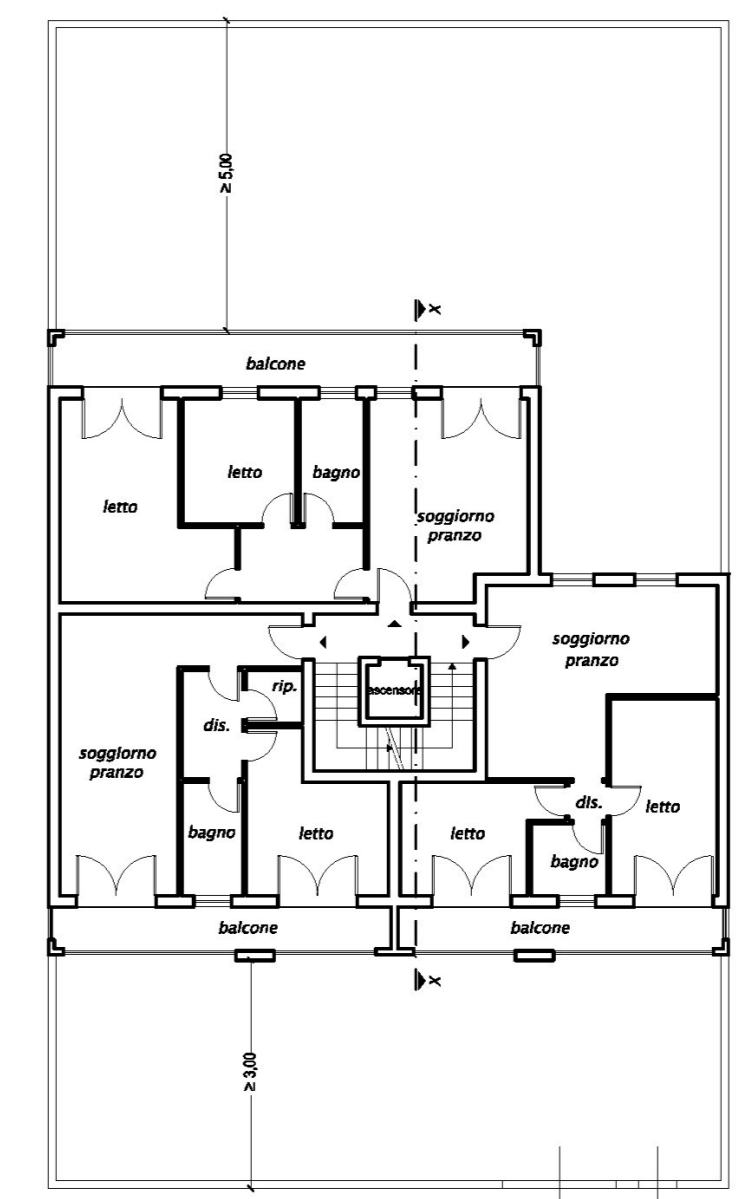 ≥ 5,00
X
balcone
letto
letto
bagno
soggiorno
pranzo
soggiorno
pranzo
rip.
ascensore
dis.
soggiorno
pranzo
bagno
letto
letto
dis.
letto
bagno
balcone
balcone
X
≥ 3,00